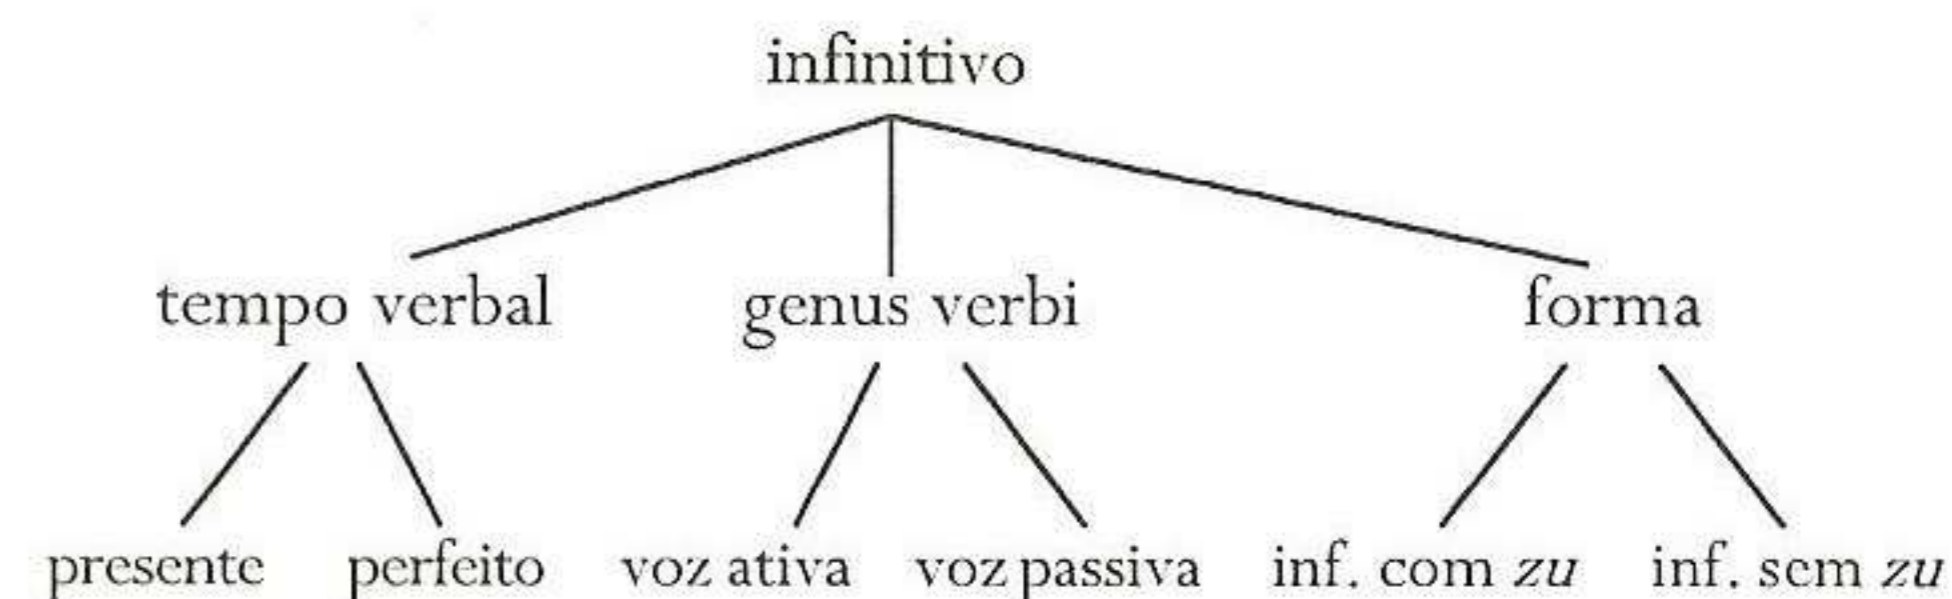 infinitivo
tempo verbal genus verbi forma
presente perfeito voz ativa voz passiva inf. com zu inf. sem zu